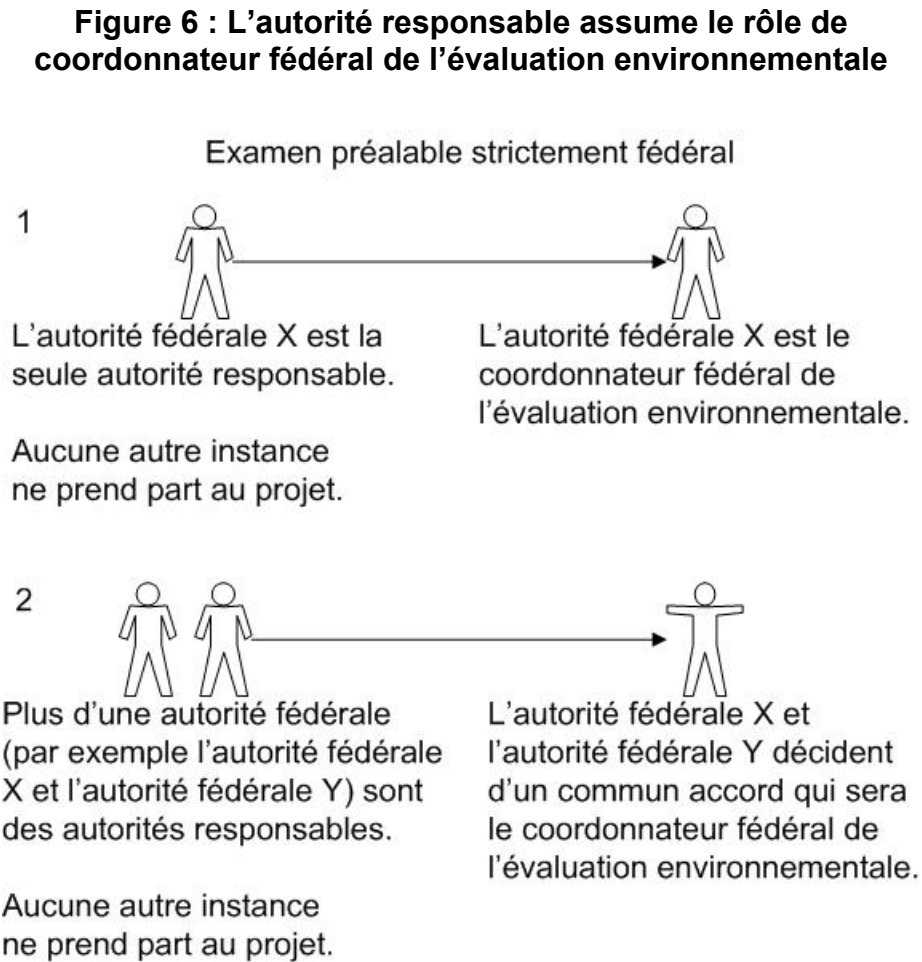 Figure 6 : L’autorité responsable assume le rôle de
coordonnateur fédéral de l’évaluation environnementale
Examen préalable strictement fédéral
1
L’autorité fédérale X est la
seule autorité responsable.
Aucune autre instance
ne prend part au projet.
L’autorité fédérale X est le
coordonnateur fédéral de
l’évaluation environnementale.
2
Plus d’une autorité fédérale
(par exemple l’autorité fédérale
X et l’autorité fédérale Y) sont
des autorités responsables.
Aucune autre instance
ne prend part au projet.
L’autorité fédérale X et
l’autorité fédérale Y décident
d’un commun accord qui sera
le coordonnateur fédéral de
l’évaluation environnementale.